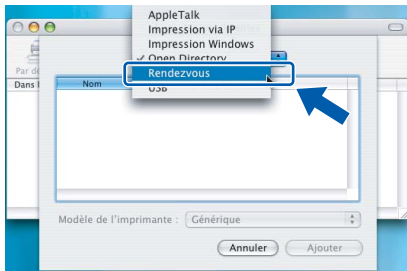 AppleTalk
Impression via IP
Impression Windows
✓ Open Directory
Rendezvous
USB
Par dé
Dans l
Nom
Modèle de l'imprimante : Générique
Annuler
Ajouter